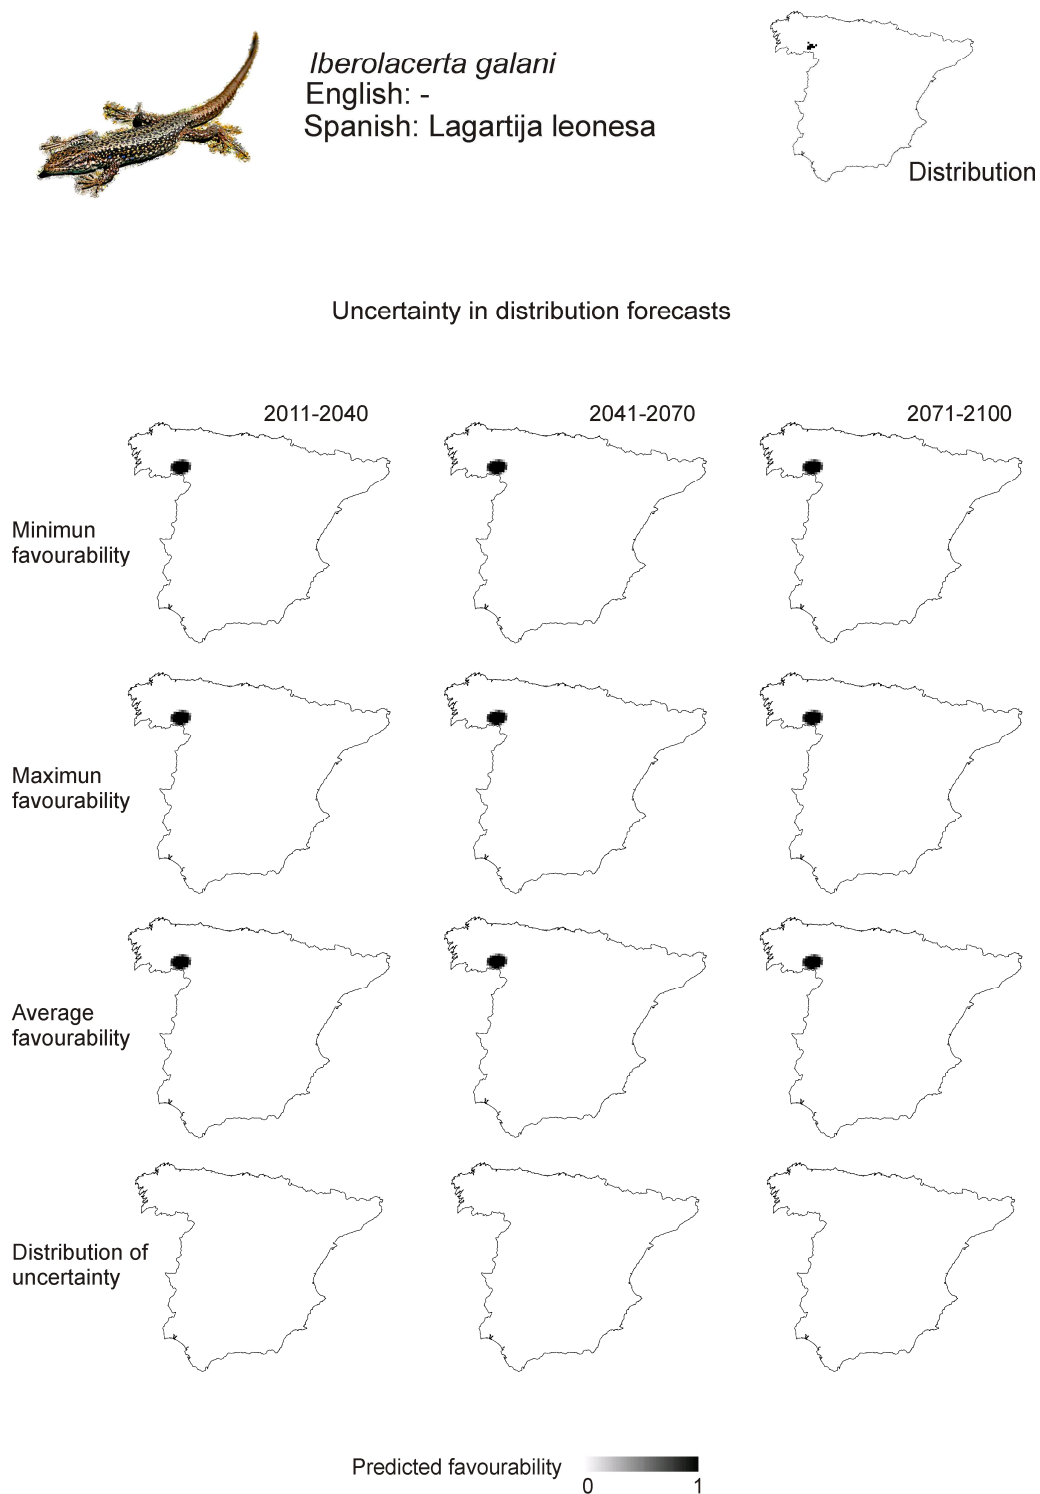 Iberolacerta galani
English: -
Spanish: Lagartija leonesa
Distribution
Uncertainty in distribution forecasts
2011-2040
2041-2070
2071-2100
Minimun
favourability
Maximun
favourability
Average
favourability
Distribution of
uncertainty
Predicted favourability
0
1